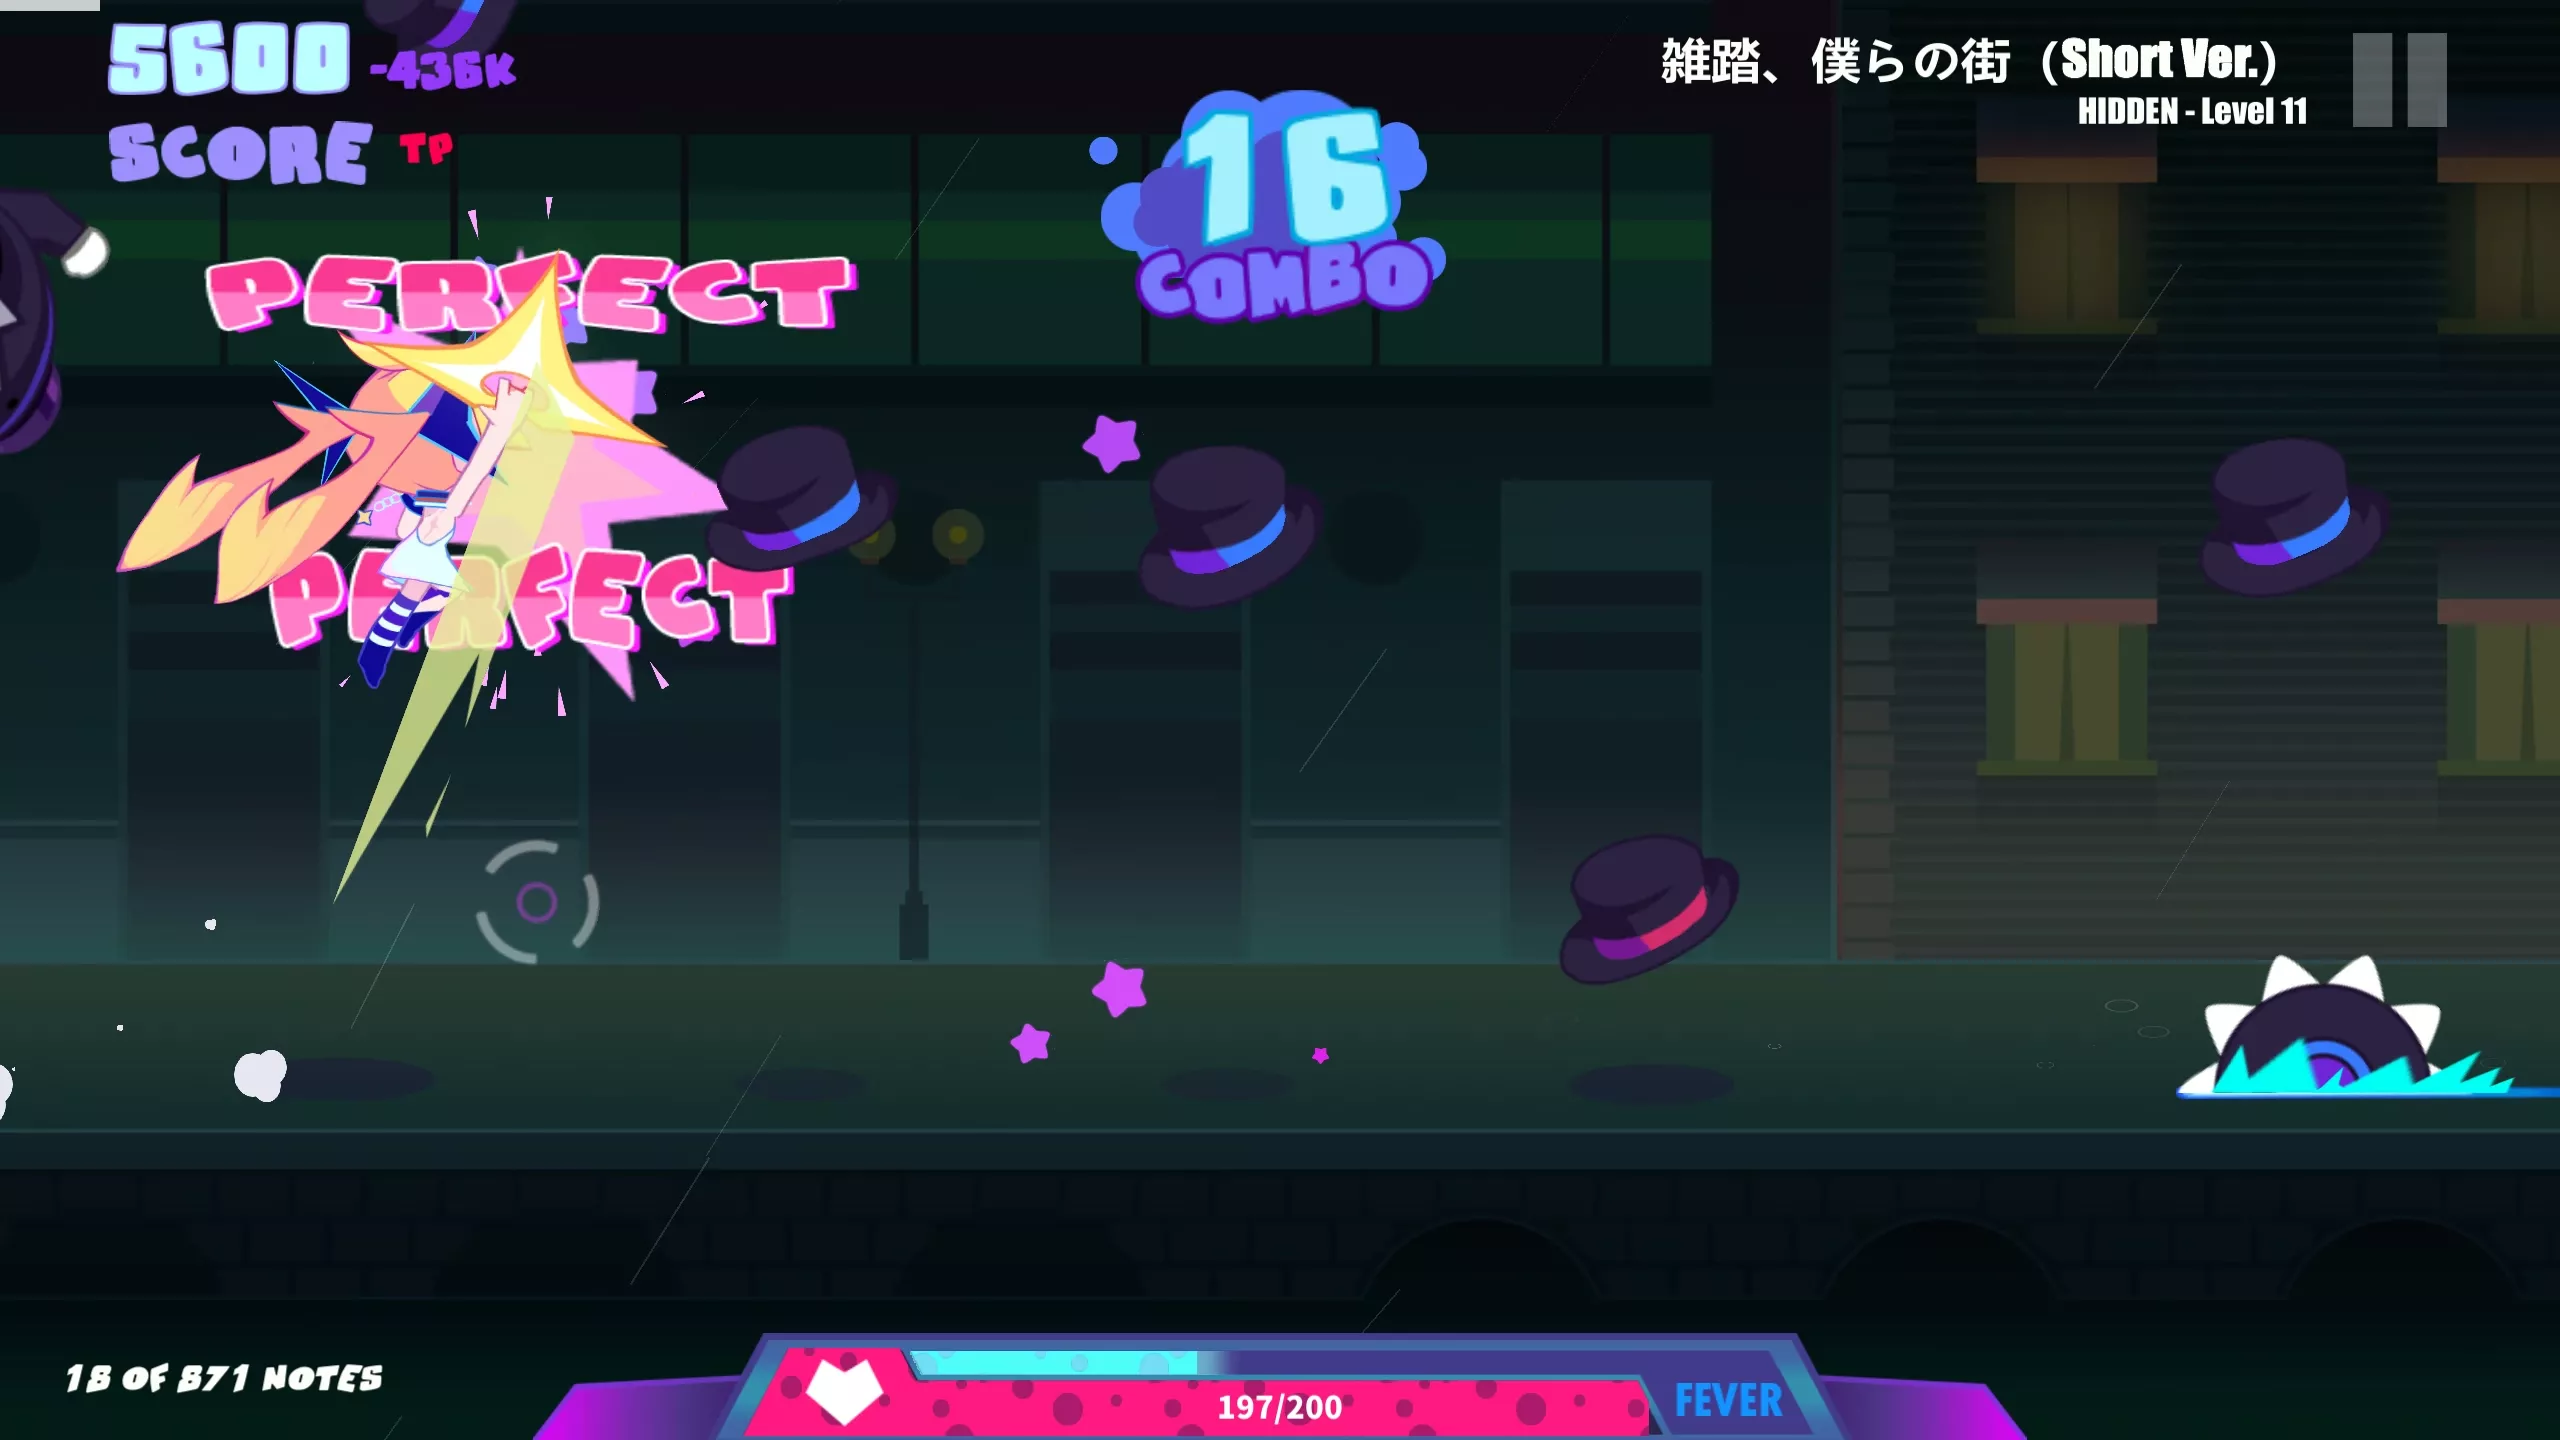 5600 -436K
SCORE TP
雑踏、僕らの街（Short Ver.）
HIDDEN - Level 11
16
COMBO
PERFECT
PERFECT
18 OF 871 NOTES
197/200
FEVER